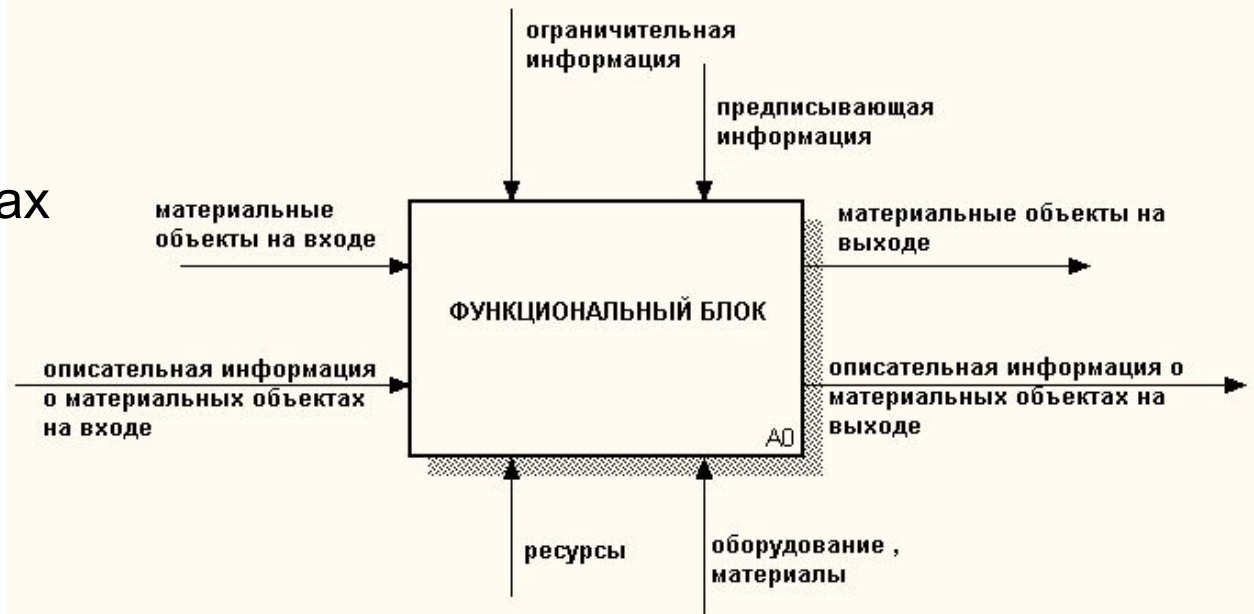 ограничительная
информация
предписывающая
информация
ах
материальные
объекты на входе
материальные объекты на
выходе
ФУНКЦИОНАЛЬНЫЙ БЛОК
описательная информация
о материальных объектах
на входе
описательная информация о
материальных объектах на
выходе
A0
ресурсы
оборудование ,
материалы